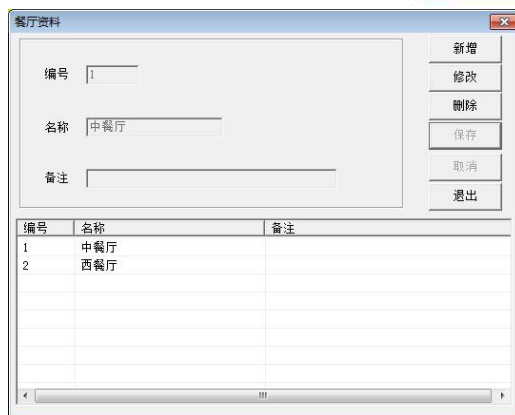 餐厅资料
编号 1
名称 中餐厅
备注
新增
修改
删除
保存
取消
退出
编号 名称 备注
1 中餐厅
2 西餐厅